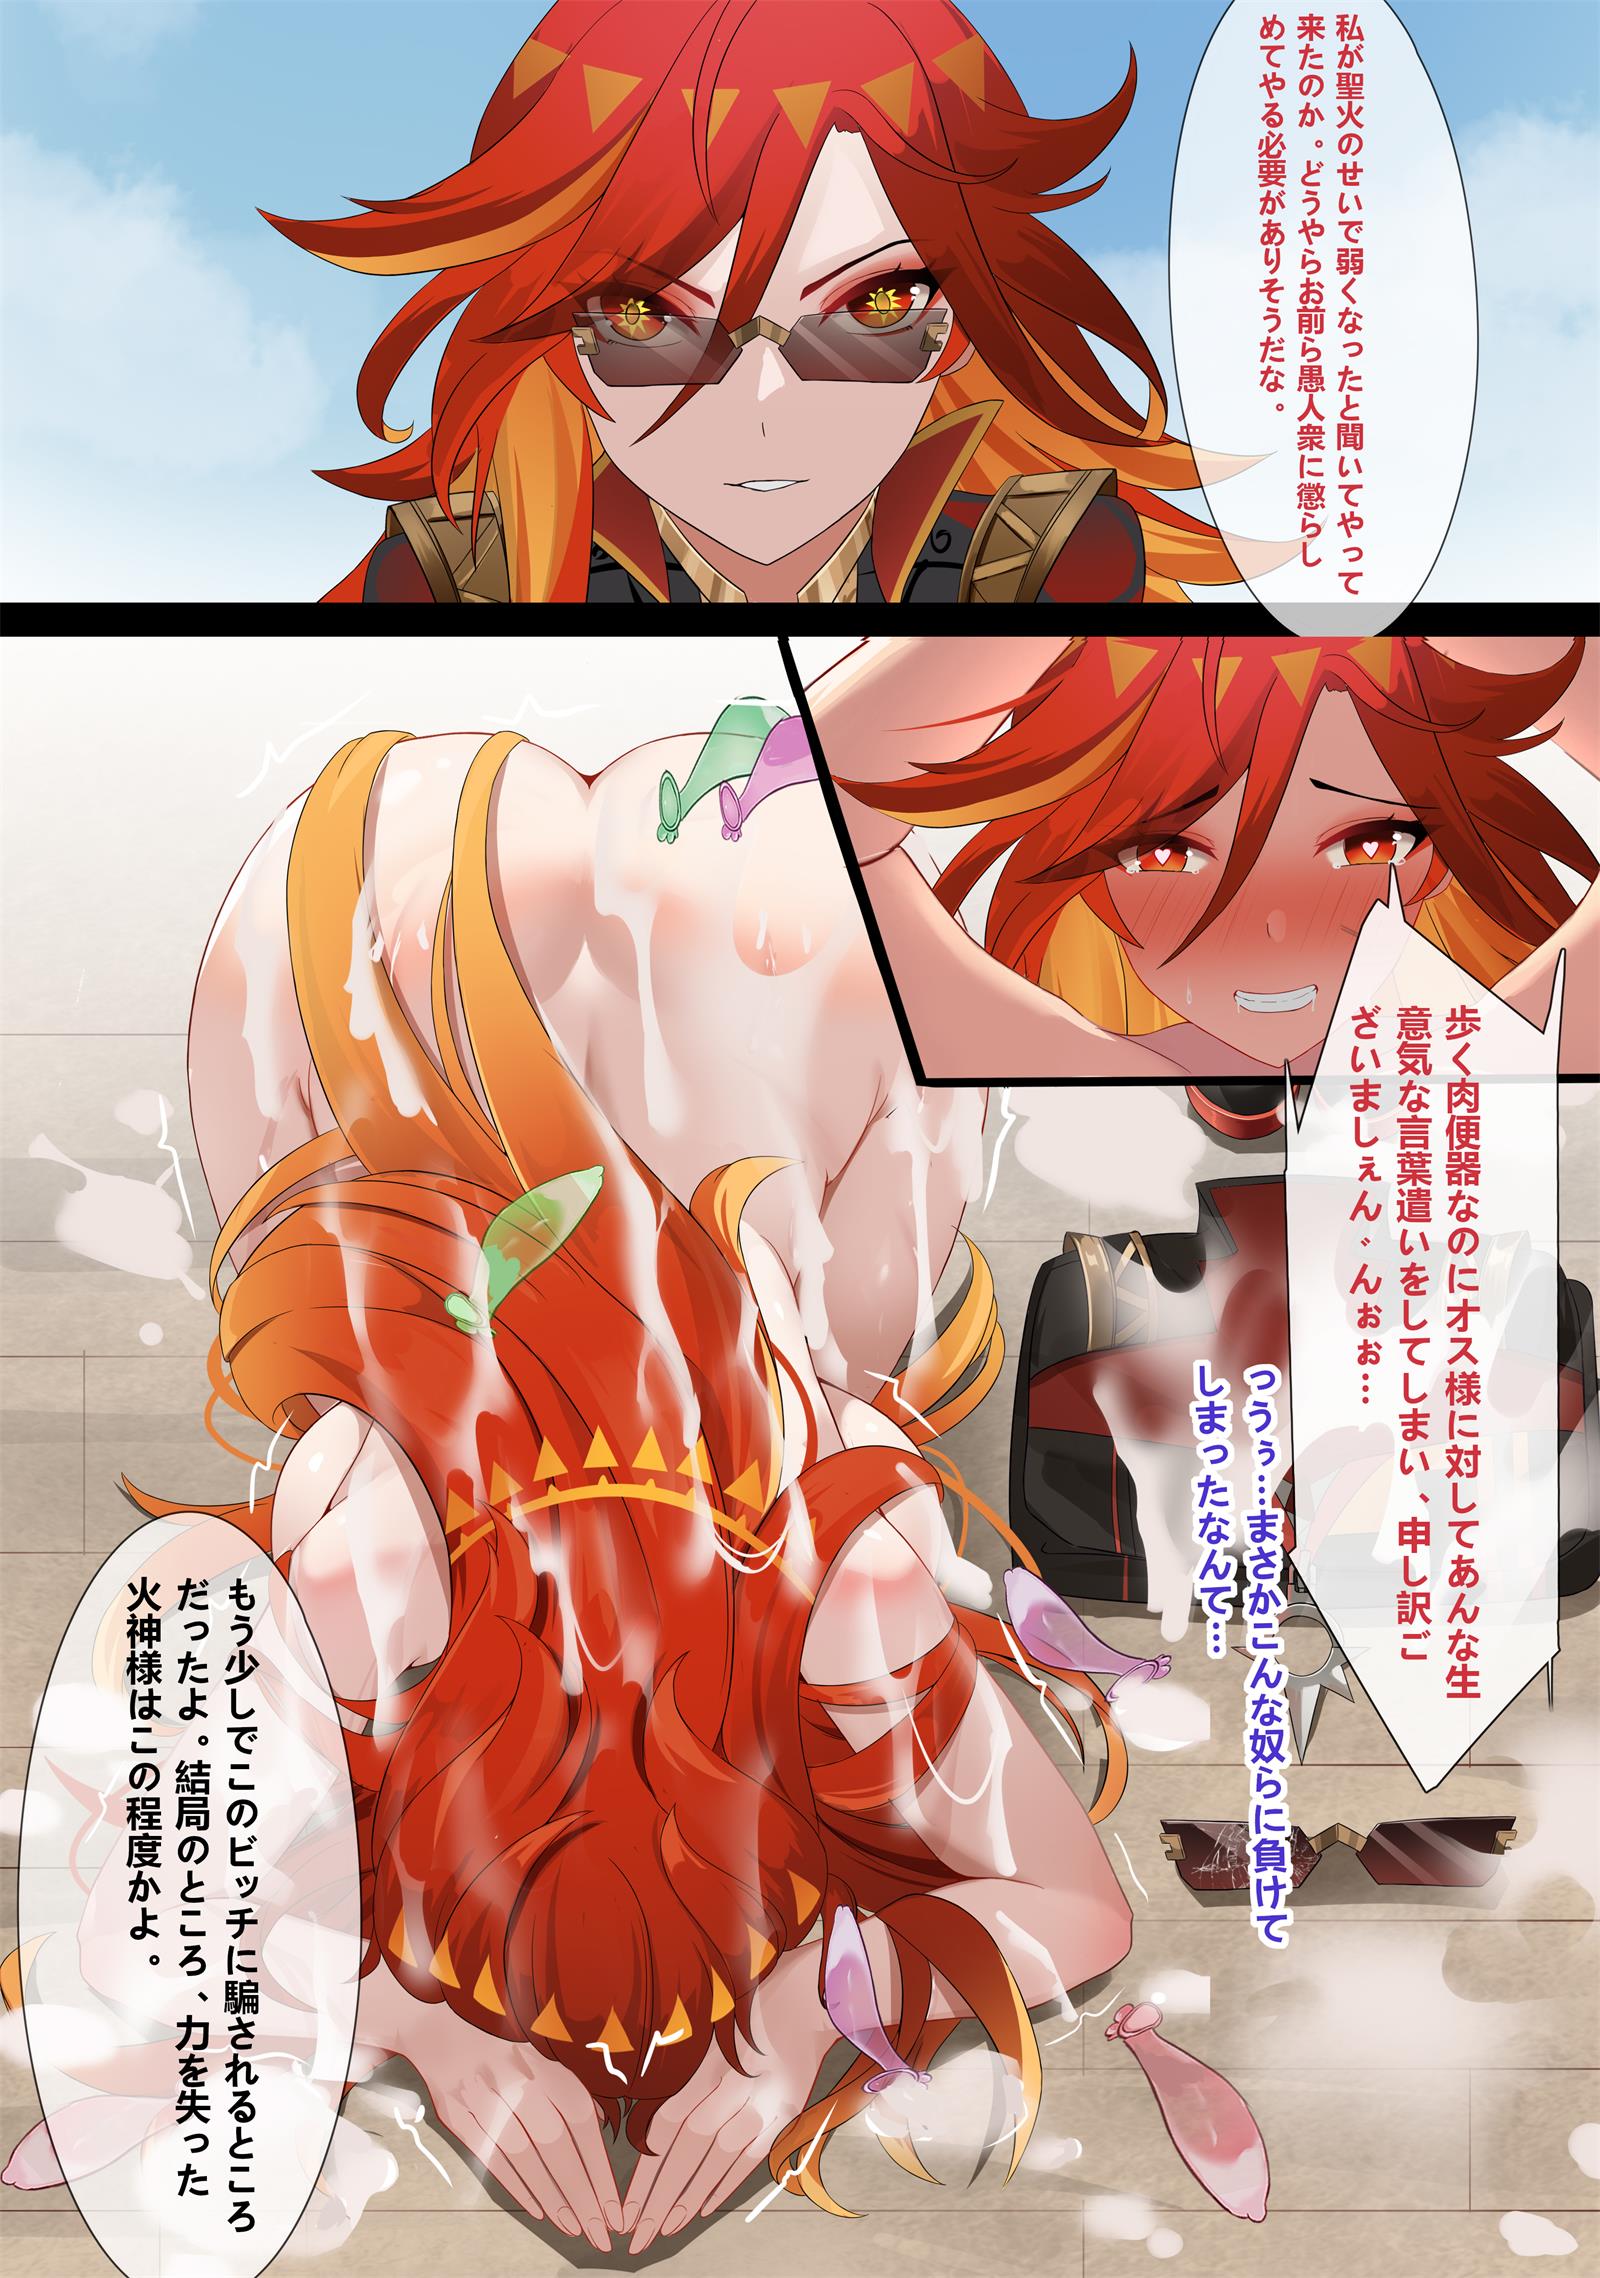 私が聖火のせいで弱くなったと聞いてやって
来たのか。どうやらお前ら愚人衆に懲らし
めてやる必要がありそうだな。
歩く肉便器なのにオス様に対してあんな生
意気な言葉遣いをしてしまい、申し訳ご
ざいましぇん゛んぉぉ…
っうぅ…まさかこんな奴らに負けて
しまったなんて…
もう少しでこのビッチに騙されるところ
だったよ。結局のところ、力を失った
火神様はこの程度かよ。